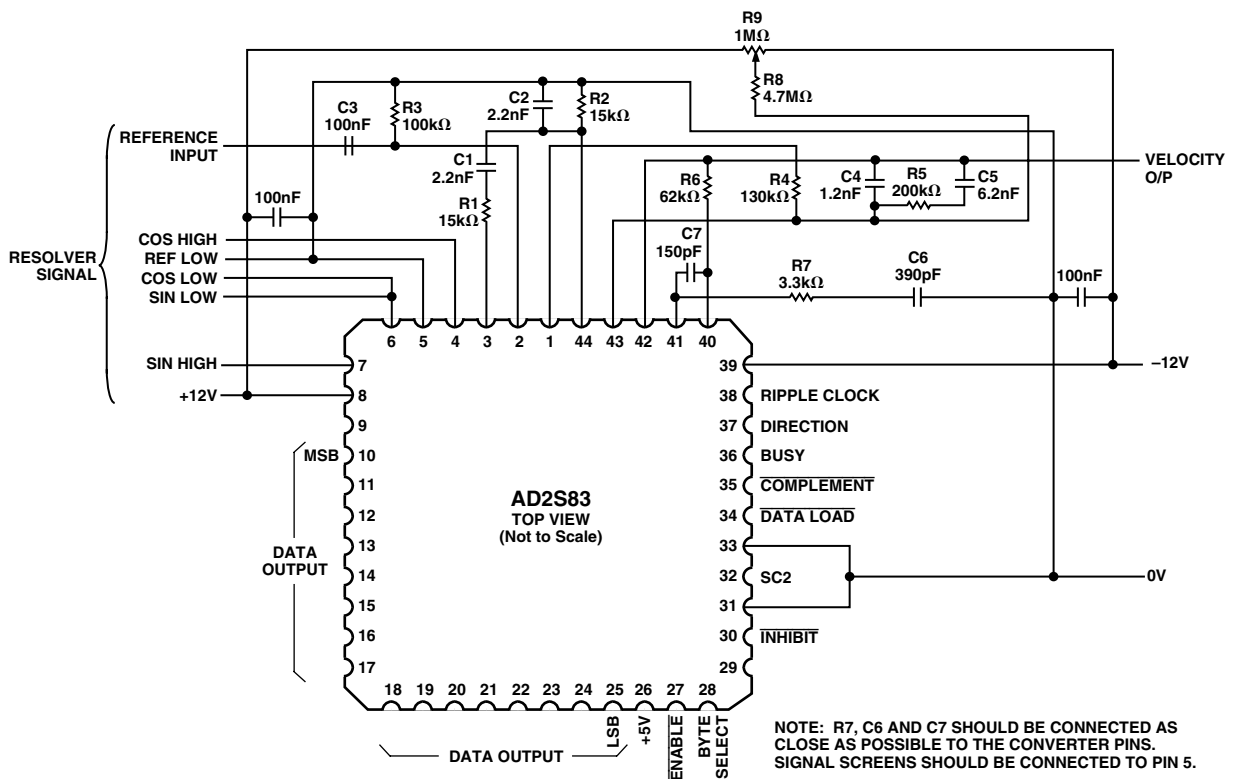 R9
1MΩ
R8
4.7MΩ
C3
100nF
R3
100kΩ
C2
2.2nF
R2
15kΩ
REFERENCE
INPUT
C1
2.2nF
R1
15kΩ
R6
62kΩ
R4
130kΩ
C4
1.2nF
R5
200kΩ
C5
6.2nF
VELOCITY
O/P
100nF
RESOLVER
SIGNAL
COS HIGH
REF LOW
COS LOW
SIN LOW
C7
150pF
R7
3.3kΩ
C6
390pF
100nF
6 5 4 3 2 1 44 43 42 41 40
SIN HIGH
7
+12V
8
9
MSB 10
11
12
13
14
15
16
17
DATA
OUTPUT
AD2S83
TOP VIEW
(Not to Scale)
39
–12V
38 RIPPLE CLOCK
37 DIRECTION
36 BUSY
35 COMPLEMENT
34 DATA LOAD
33
32 SC2
31
0V
30 INHIBIT
29
18 19 20 21 22 23 24 25 26 27 28
LSB
+5V
ENABLE
BYTE
SELECT
DATA OUTPUT
NOTE: R7, C6 AND C7 SHOULD BE CONNECTED AS
CLOSE AS POSSIBLE TO THE CONVERTER PINS.
SIGNAL SCREENS SHOULD BE CONNECTED TO PIN 5.